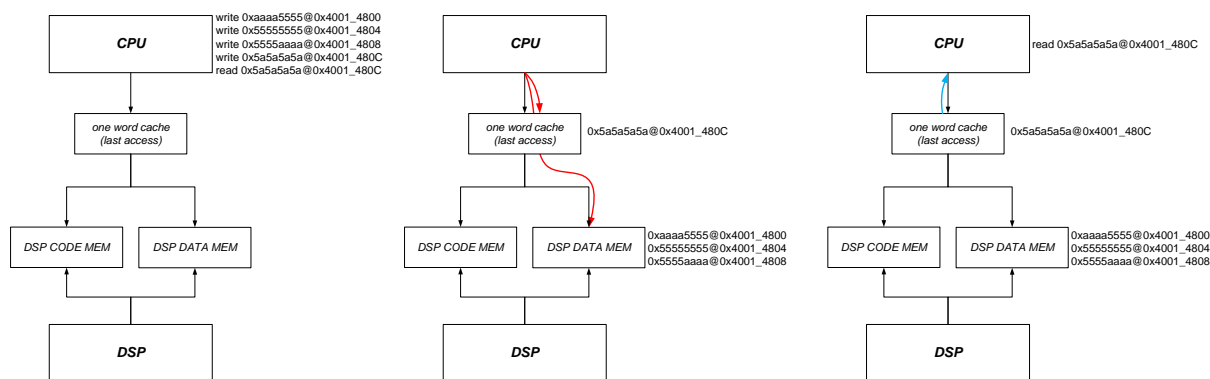 CPU
write 0xaaaa5555@0x4001_4800
write 0x55555555@0x4001_4804
write 0x5555aaaa@0x4001_4808
write 0x5a5a5a5a@0x4001_480C
read 0x5a5a5a5a@0x4001_480C
one word cache
(last access)
DSP CODE MEM
DSP DATA MEM
DSP
CPU
one word cache
(last access)
0x5a5a5a5a@0x4001_480C
DSP CODE MEM
DSP DATA MEM
0xaaaa5555@0x4001_4800
0x55555555@0x4001_4804
0x5555aaaa@0x4001_4808
DSP
CPU
read 0x5a5a5a5a@0x4001_480C
one word cache
(last access)
0x5a5a5a5a@0x4001_480C
DSP CODE MEM
DSP DATA MEM
0xaaaa5555@0x4001_4800
0x55555555@0x4001_4804
0x5555aaaa@0x4001_4808
DSP